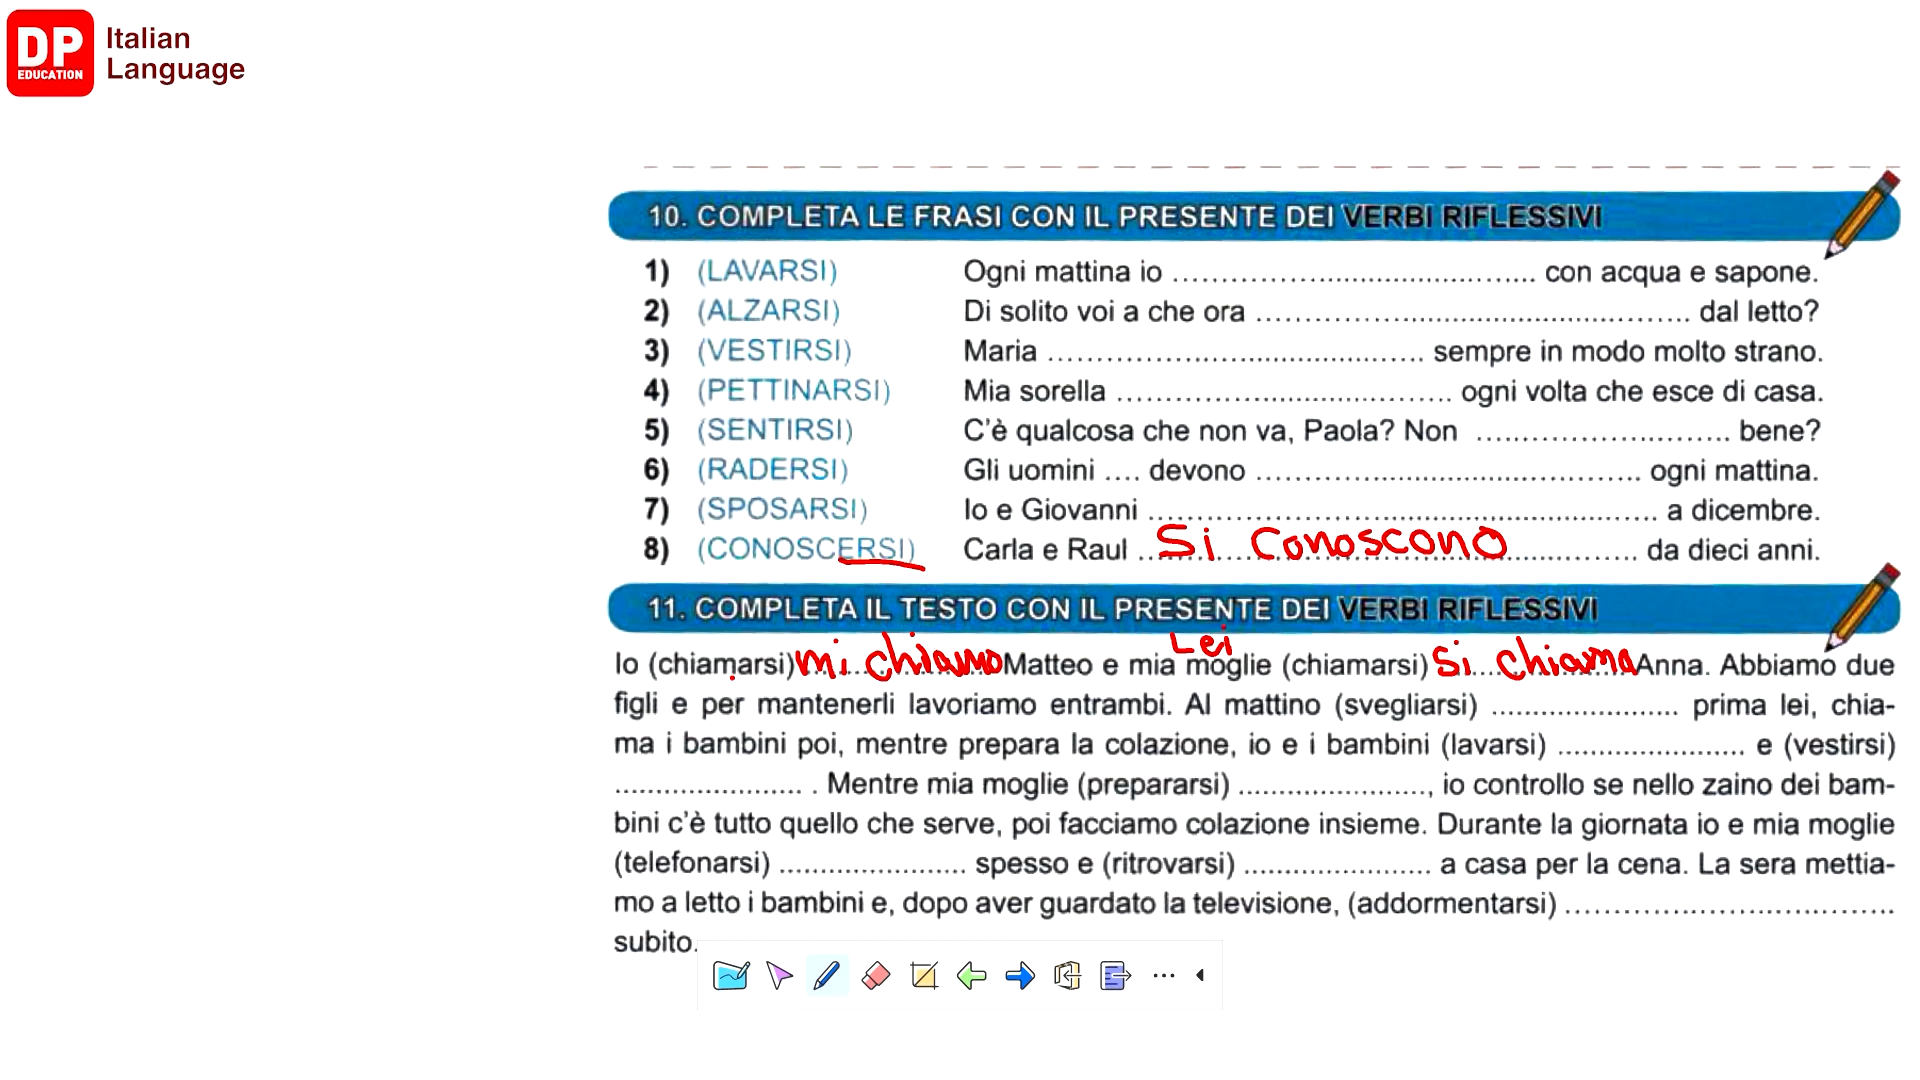 DP
EDUCATION
Italian
Language
10. COMPLETA LE FRASI CON IL PRESENTE DEI VERBI RIFLESSIVI
1) (LAVARSI) Ogni mattina io ........................................ con acqua e sapone.
2) (ALZARSI) Di solito voi a che ora ........................................ dal letto?
3) (VESTIRSI) Maria ........................................ sempre in modo molto strano.
4) (PETTINARSI) Mia sorella ........................................ ogni volta che esce di casa.
5) (SENTIRSI) C'è qualcosa che non va, Paola? Non .............................. bene?
6) (RADERSI) Gli uomini .... devono ........................................ ogni mattina.
7) (SPOSARSI) Io e Giovanni ........................................ a dicembre.
8) (CONOSCERSI) Carla e Raul Si Conoscono da dieci anni.
11. COMPLETA IL TESTO CON IL PRESENTE DEI VERBI RIFLESSIVI
Lei
Io (chiamarsi) mi chiamo Matteo e mia moglie (chiamarsi) Si chiama Anna. Abbiamo due
figli e per mantenerli lavoriamo entrambi. Al mattino (svegliarsi) ....................... prima lei, chia-
ma i bambini poi, mentre prepara la colazione, io e i bambini (lavarsi) ....................... e (vestirsi)
....................... . Mentre mia moglie (prepararsi) ......................., io controllo se nello zaino dei bam-
bini c'è tutto quello che serve, poi facciamo colazione insieme. Durante la giornata io e mia moglie
(telefonarsi) ....................... spesso e (ritrovarsi) ....................... a casa per la cena. La sera mettia-
mo a letto i bambini e, dopo aver guardato la televisione, (addormentarsi) ........................................
subito.